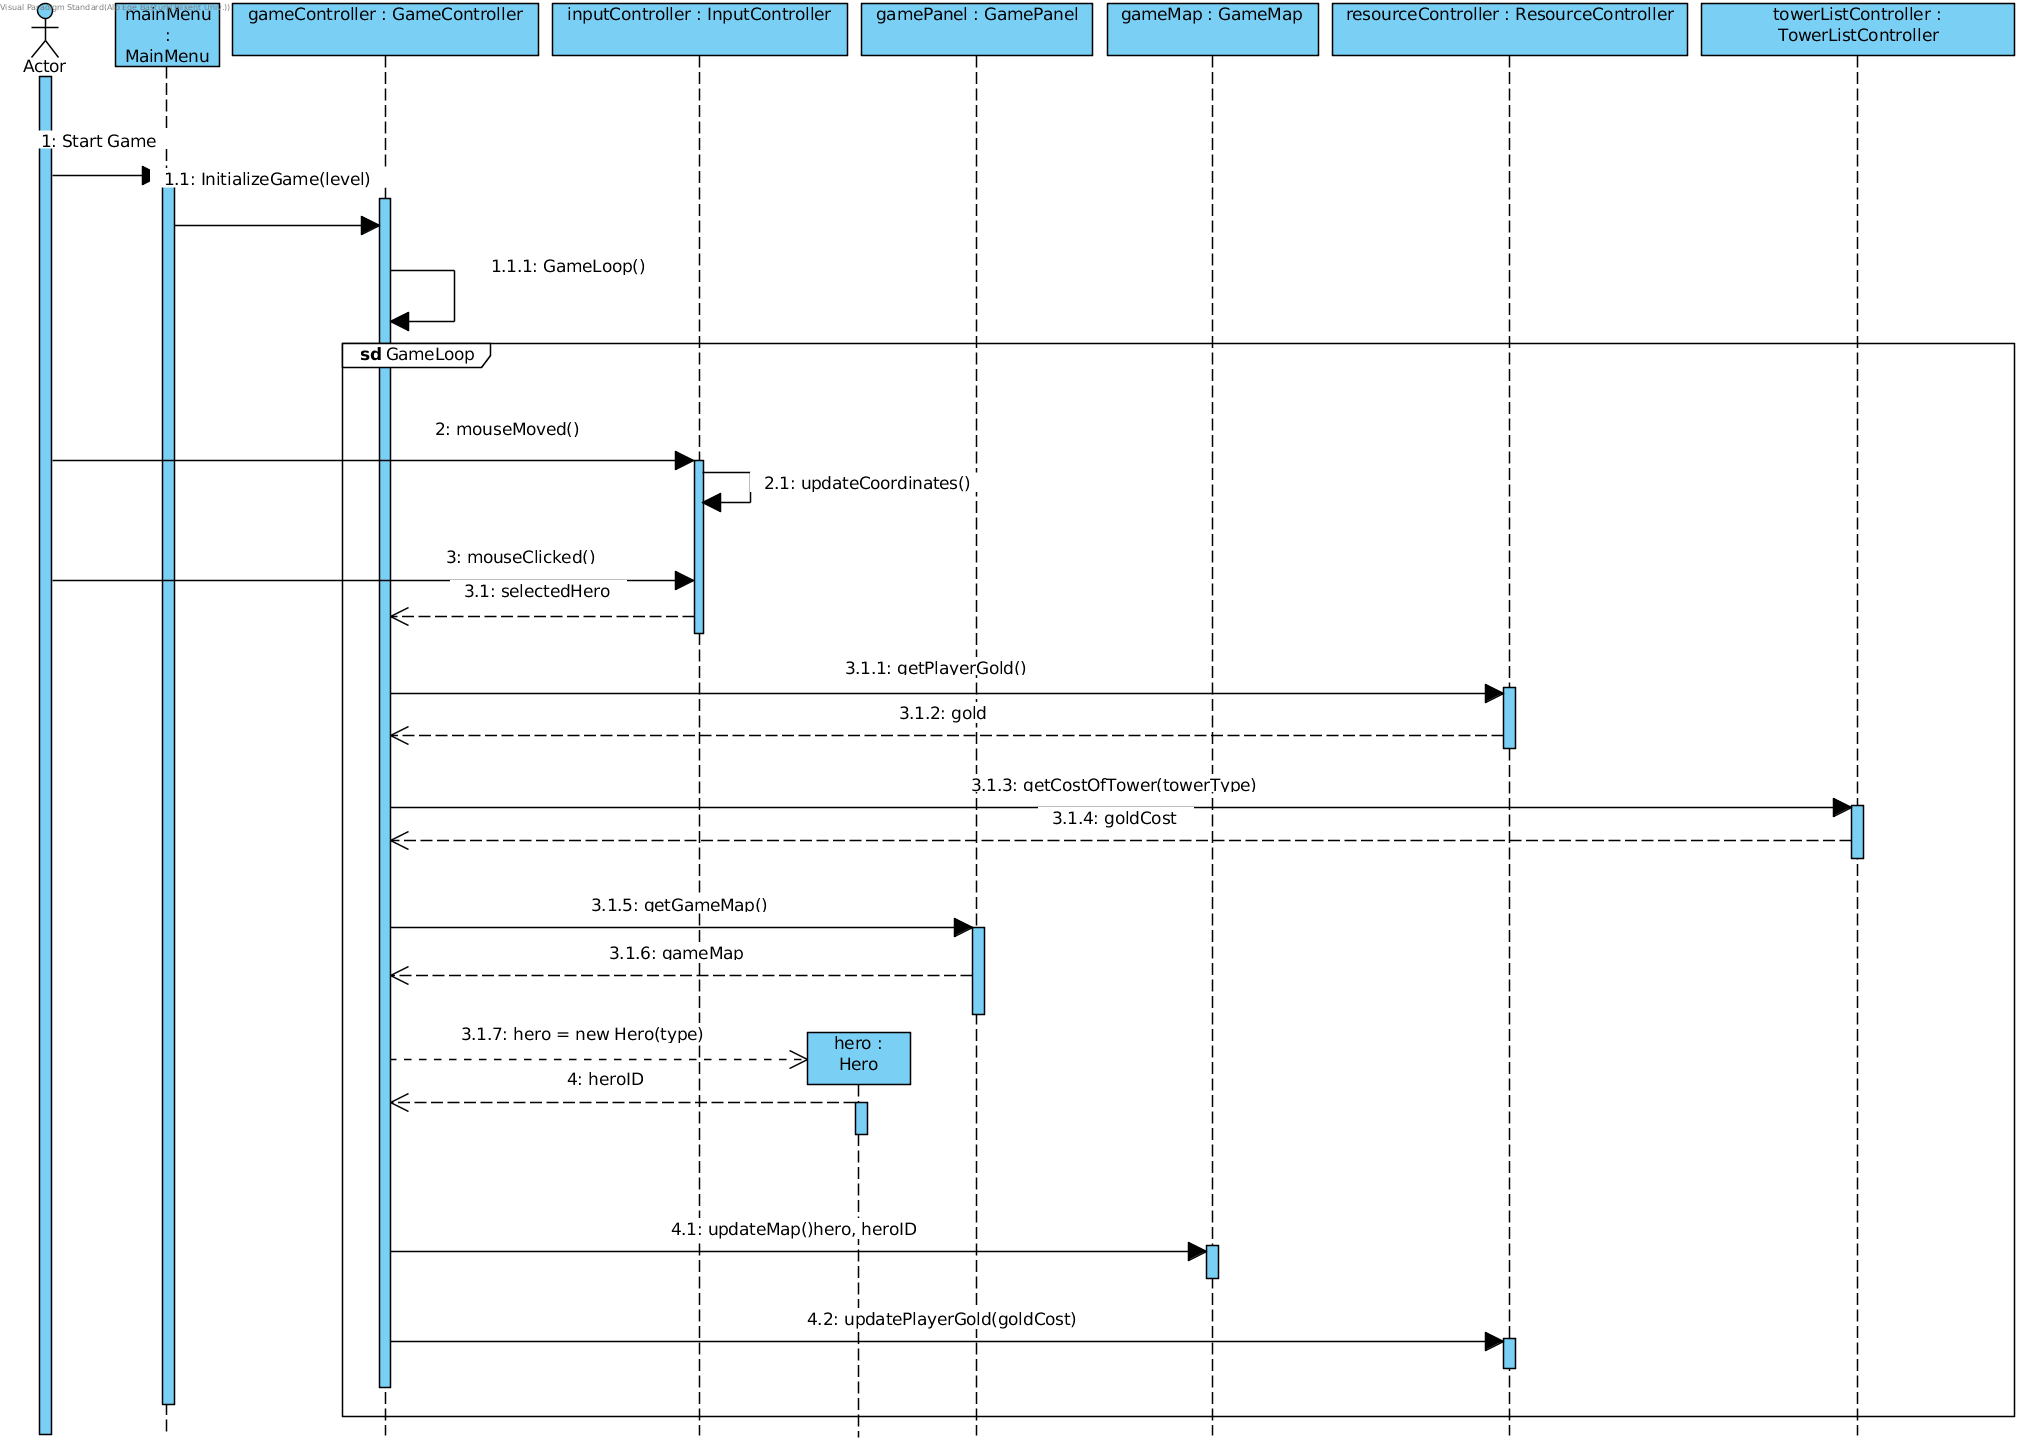 Visual Paradigm Standard
mainMenu
:
MainMenu
gameController : GameController
inputController : InputController
gamePanel : GamePanel
gameMap : GameMap
resourceController : ResourceController
towerListController :
TowerListController
Actor
1: Start Game
1.1: InitializeGame(level)
1.1.1: GameLoop()
sd GameLoop
2: mouseMoved()
2.1: updateCoordinates()
3: mouseClicked()
3.1: selectedHero
3.1.1: getPlayerGold()
3.1.2: gold
3.1.3: getCostOfTower(towerType)
3.1.4: goldCost
3.1.5: getGameMap()
3.1.6: gameMap
3.1.7: hero = new Hero(type)
hero :
Hero
4: heroID
4.1: updateMap()hero, heroID
4.2: updatePlayerGold(goldCost)